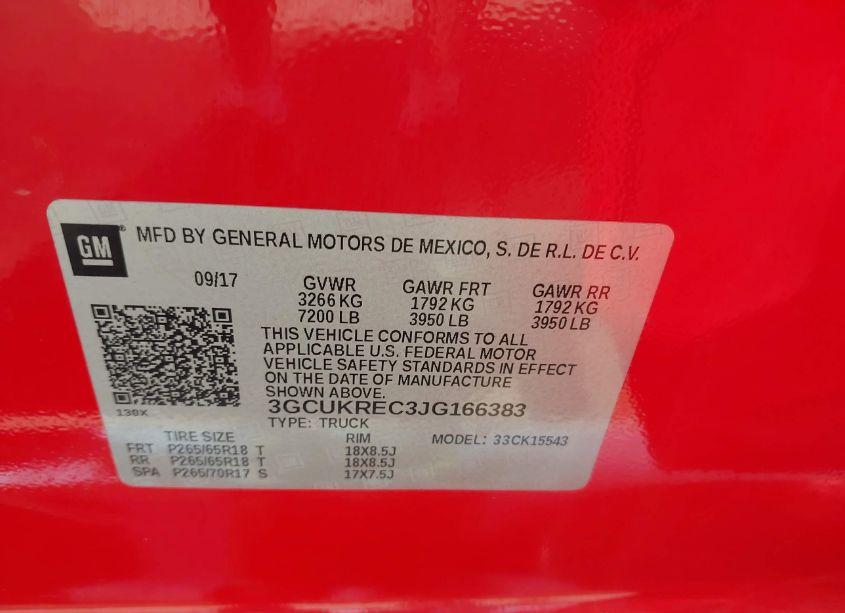 GM ® MFD BY GENERAL MOTORS DE MEXICO, S. DE R.L. DE C.V.
09/17 GVWR GAWR FRT GAWR RR
3266 KG 1792 KG 1792 KG
7200 LB 3950 LB 3950 LB
THIS VEHICLE CONFORMS TO ALL
APPLICABLE U.S. FEDERAL MOTOR
VEHICLE SAFETY STANDARDS IN EFFECT
ON THE DATE OF MANUFACTURE
SHOWN ABOVE.
138X 3GCUKREC3JG166383
TYPE: TRUCK MODEL: 33CK15543
TIRE SIZE RIM
FRT P265/65R18 T 18X8.5J
RR P265/65R18 T 18X8.5J
SPA P265/70R17 S 17X7.5J